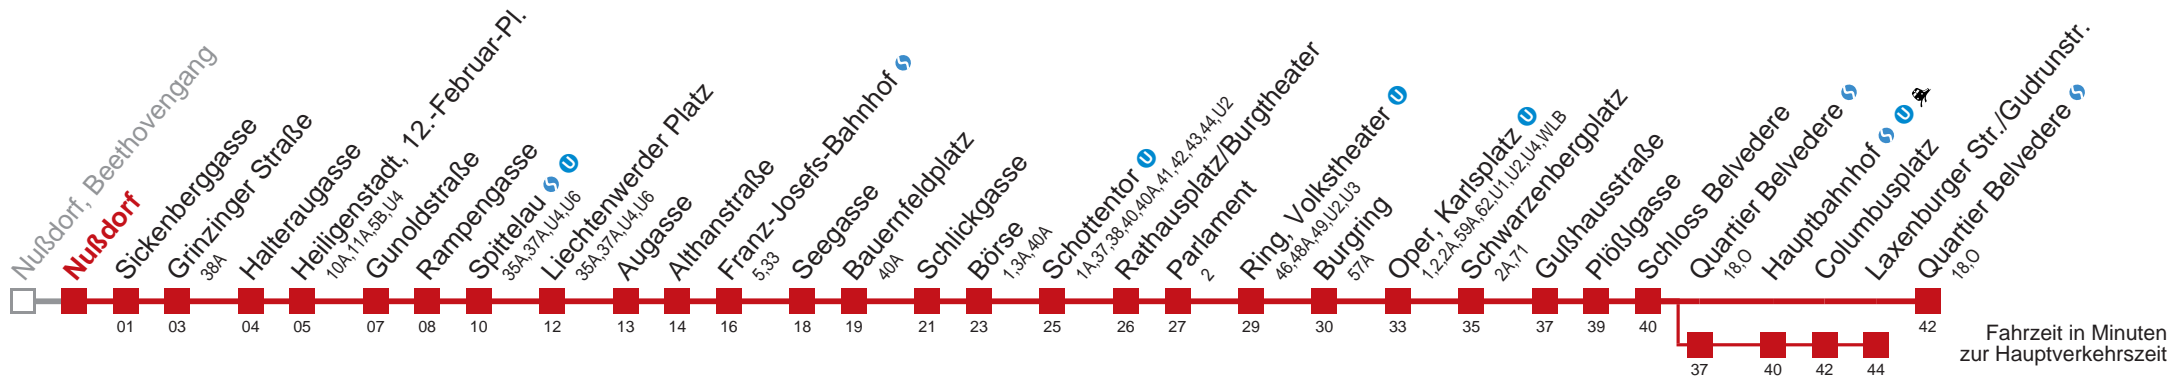 Nußdorf, Beethovengang
Nußdorf
Sickenberggasse
01
Grinzinger Straße
38A
03
Halteraugasse
04
Heiligenstadt, 12.-Februar-Pl.
10A,11A,5B,U4
05
Gunoldstraße
07
Rampengasse
08
Spittelau S U
35A,37A,U4,U6
10
Liechtenwerder Platz
35A,37A,U4,U6
12
Augasse
13
Althanstraße
14
Franz-Josefs-Bahnhof S
5,33
16
Seegasse
18
Bauernfeldplatz
40A
19
Schlickgasse
21
Börse
1,3A,40A
23
Schottentor U
1A,37,38,40,40A,41,42,43,44,U2
25
Rathausplatz/Burgtheater
26
Parlament
2
27
Ring, Volkstheater U
46,48A,49,U2,U3
29
Burgring
57A
30
Oper, Karlsplatz U
1,2,2A,59A,62,U1,U2,U4,WLB
33
Schwarzenbergplatz
2A,71
35
Gußhausstraße
37
Plößlgasse
39
Schloss Belvedere
40
Quartier Belvedere S
18,O
37
Hauptbahnhof S U
40
Columbusplatz
42
Laxenburger Str./Gudrunstr.
44
Quartier Belvedere S
18,O
42
Fahrzeit in Minuten
zur Hauptverkehrszeit